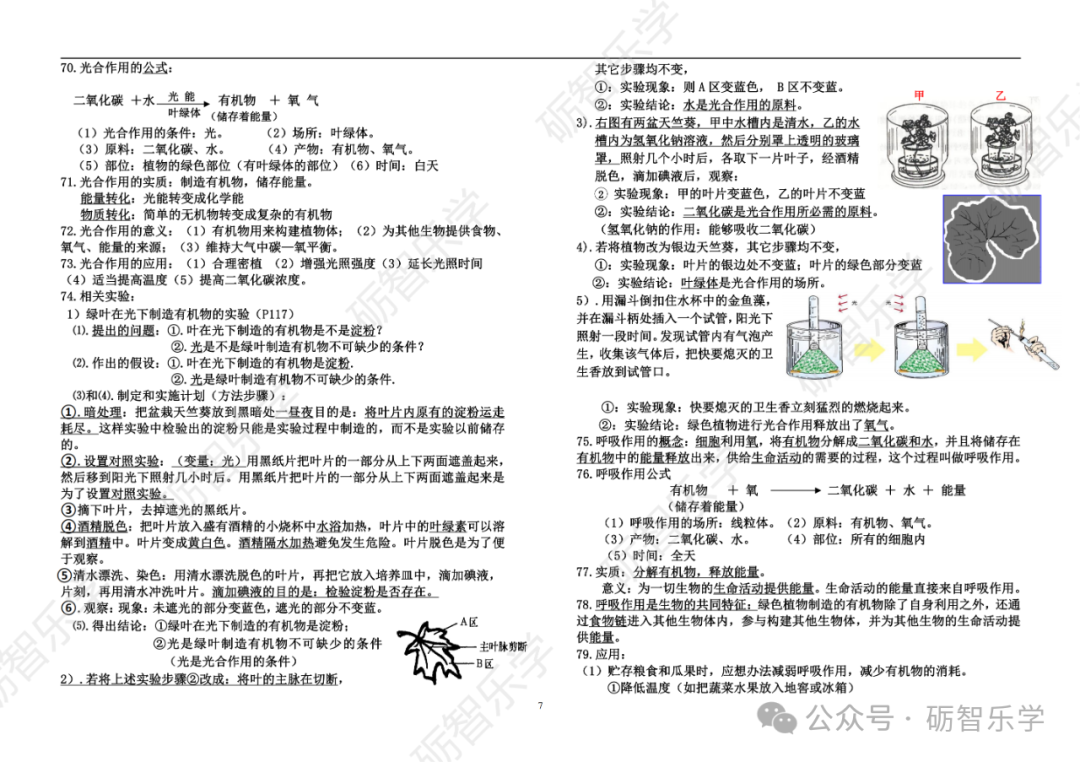 70.光合作用的公式：
二氧化碳 ＋水 光 能 叶绿体 有机物 ＋ 氧 气
（储存着能量）
（1）光合作用的条件：光。 （2）场所：叶绿体。
（3）原料：二氧化碳、水。 （4）产物：有机物、氧气。
（5）部位：植物的绿色部位（有叶绿体的部位）（6）时间：白天
71.光合作用的实质：制造有机物，储存能量。
能量转化：光能转变成化学能
物质转化：简单的无机物转变成复杂的有机物
72.光合作用的意义：（1）有机物用来构建植物体；（2）为其他生物提供食物、
氧气、能量的来源；（3）维持大气中碳—氧平衡。
73.光合作用的应用：（1）合理密植 （2）增强光照强度（3）延长光照时间
（4）适当提高温度（5）提高二氧化碳浓度。
74.相关实验：
1）绿叶在光下制造有机物的实验（P117）
⑴.提出的问题：①.叶在光下制造的有机物是不是淀粉？
②.光是不是绿叶制造有机物不可缺少的条件？
⑵.作出的假设：①.叶在光下制造的有机物是淀粉.
②.光是绿叶制造有机物不可缺少的条件.
⑶和⑷.制定和实施计划（方法步骤）：
①.暗处理：把盆栽天竺葵放到黑暗处一昼夜目的是：将叶片内原有的淀粉运走
耗尽。这样实验中检验出的淀粉只能是实验过程中制造的，而不是实验以前储存
的。
②.设置对照实验：（变量：光）用黑纸片把叶片的一部分从上下两面遮盖起来，
然后移到阳光下照射几小时后。用黑纸片把叶片的一部分从上下两面遮盖起来是
为了设置对照实验。
③摘下叶片，去掉遮光的黑纸片。
④酒精脱色：把叶片放入盛有酒精的小烧杯中水浴加热，叶片中的叶绿素可以溶
解到酒精中。叶片变成黄白色。酒精隔水加热避免发生危险。叶片脱色是为了便
于观察。
⑤清水漂洗、染色：用清水漂洗脱色的叶片，再把它放入培养皿中，滴加碘液，
片刻，再用清水冲洗叶片。滴加碘液的目的是：检验淀粉是否存在。
⑥.观察：现象：未遮光的部分变蓝色，遮光的部分不变蓝。
⑸.得出结论：①绿叶在光下制造的有机物是淀粉；
②光是绿叶制造有机物不可缺少的条件
（光是光合作用的条件）
A区
主叶脉剪断
B区
2）.若将上述实验步骤②改成：将叶的主脉在切断，
其它步骤均不变，
①：实验现象：则 A 区变蓝色， B 区不变蓝。
②：实验结论：水是光合作用的原料。
3）.右图有两盆天竺葵，甲中水槽内是清水，乙的水
槽内为氢氧化钠溶液，然后分别罩上透明的玻璃
罩，照射几个小时后，各取下一片叶子，经酒精
脱色，滴加碘液后，观察：
甲 乙
② 实验现象：甲的叶片变蓝色，乙的叶片不变蓝
②：实验结论：二氧化碳是光合作用所必需的原料。
（氢氧化钠的作用：能够吸收二氧化碳）
4）.若将植物改为银边天竺葵，其它步骤均不变，
①：实验现象：叶片的银边处不变蓝；叶片的绿色部分变蓝
②：实验结论：叶绿体是光合作用的场所。
5）.用漏斗倒扣住水杯中的金鱼藻，
并在漏斗柄处插入一个试管，阳光下
照射一段时间。发现试管内有气泡产
生，收集该气体后，把快要熄灭的卫
生香放到试管口。
光 光
①：实验现象：快要熄灭的卫生香立刻猛烈的燃烧起来。
②：实验结论：绿色植物进行光合作用释放出了氧气。
75.呼吸作用的概念：细胞利用氧，将有机物分解成二氧化碳和水，并且将储存在
有机物中的能量释放出来，供给生命活动的需要的过程，这个过程叫做呼吸作用。
76.呼吸作用公式
有机物 ＋ 氧 二氧化碳 ＋ 水 ＋ 能量
（储存着能量）
（1）呼吸作用的场所：线粒体。（2）原料：有机物、氧气。
（3）产物：二氧化碳、水。 （4）部位：所有的细胞内
（5）时间：全天
77.实质：分解有机物，释放能量。
意义：为一切生物的生命活动提供能量。生命活动的能量直接来自呼吸作用。
78.呼吸作用是生物的共同特征；绿色植物制造的有机物除了自身利用之外，还通
过食物链进入其他生物体内，参与构建其他生物体，并为其他生物的生命活动提
供能量。
79.应用：
（1）贮存粮食和瓜果时，应想办法减弱呼吸作用，减少有机物的消耗。
①降低温度（如把蔬菜水果放入地窖或冰箱）
7
公众号 · 砺智乐学